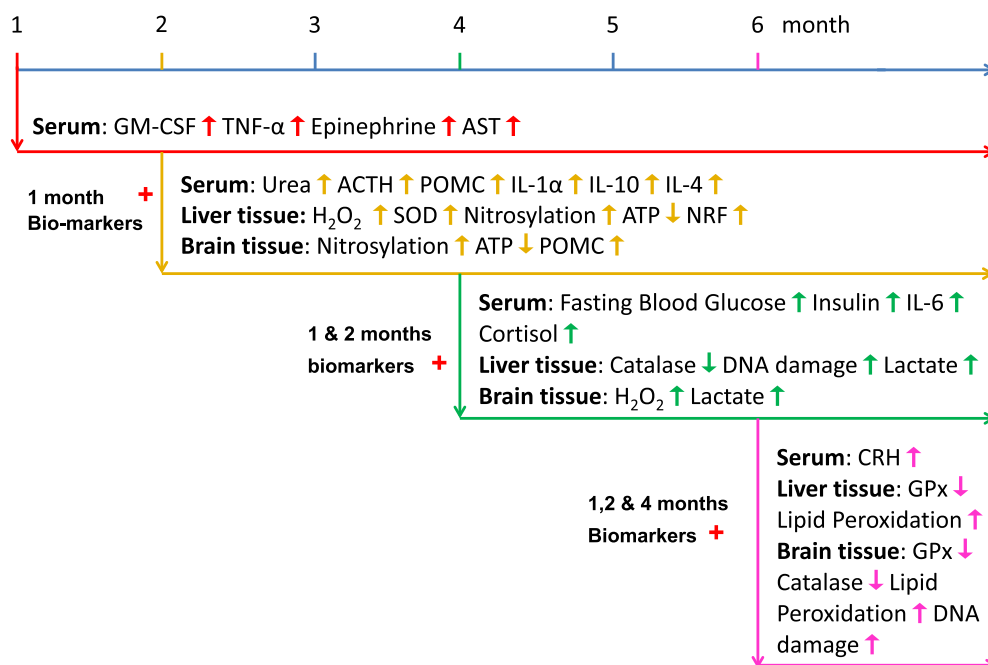 1 2 3 4 5 6 month
Serum: GM-CSF ↑ TNF-α ↑ Epinephrine ↑ AST ↑
1 month
Bio-markers +
Serum: Urea ↑ ACTH ↑ POMC ↑ IL-1α ↑ IL-10 ↑ IL-4 ↑
Liver tissue: H₂O₂ ↑ SOD ↑ Nitrosylation ↑ ATP ↓ NRF ↑
Brain tissue: Nitrosylation ↑ ATP ↓ POMC ↑
1 & 2 months
biomarkers +
Serum: Fasting Blood Glucose ↑ Insulin ↑ IL-6 ↑
Cortisol ↑
Liver tissue: Catalase ↓ DNA damage ↑ Lactate ↑
Brain tissue: H₂O₂ ↑ Lactate ↑
1,2 & 4 months
Biomarkers +
Serum: CRH ↑
Liver tissue: GPx ↓
Lipid Peroxidation ↑
Brain tissue: GPx ↓
Catalase ↓ Lipid
Peroxidation ↑ DNA
damage ↑